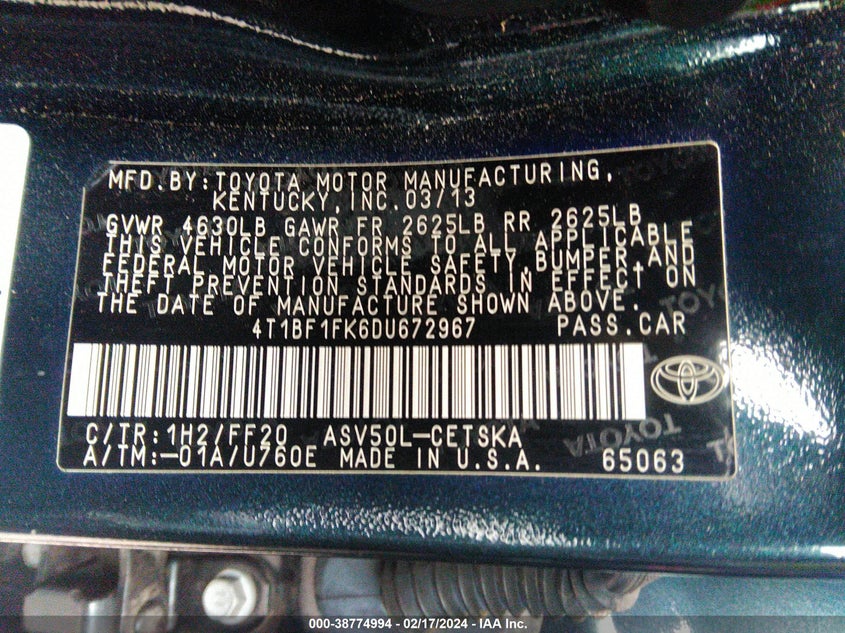 MFD.BY:TOYOTA MOTOR MANUFACTURING,
KENTUCKY,INC.03/13
GVWR 4630LB GAWR FR 2625LB RR 2625LB
THIS VEHICLE CONFORMS TO ALL APPLICABLE
FEDERAL MOTOR VEHICLE SAFETY,BUMPER,AND
THEFT PREVENTION STANDARDS IN EFFECT ON
THE DATE OF MANUFACTURE SHOWN ABOVE.
4T1BF1FK6DU672967 PASS.CAR
C/TR:1H2/FF20 ASV50L-CETSKA
A/TM:-01A/U760E MADE IN U.S.A. 65063
TOYOTA
000-38774994 - 02/17/2024 - IAA Inc.